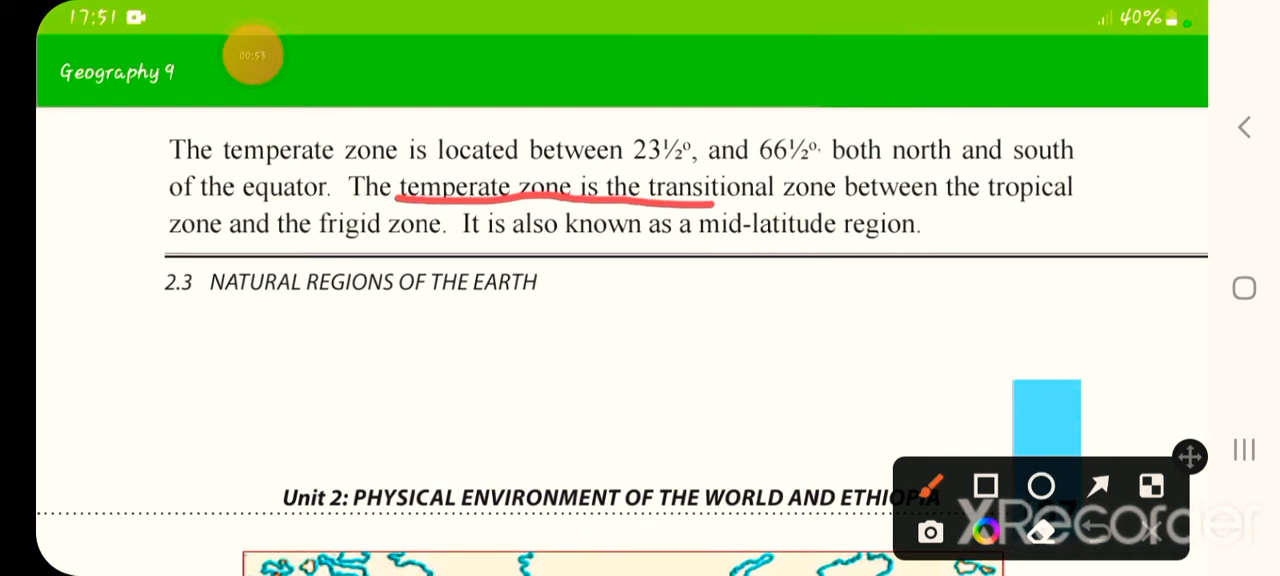 17:51
40%
Geography 9
00:53
The temperate zone is located between 23½º, and 66½º. both north and south
of the equator. The temperate zone is the transitional zone between the tropical
zone and the frigid zone. It is also known as a mid-latitude region.
2.3 NATURAL REGIONS OF THE EARTH
Unit 2: PHYSICAL ENVIRONMENT OF THE WORLD AND ETHIOPIA
XRecorder